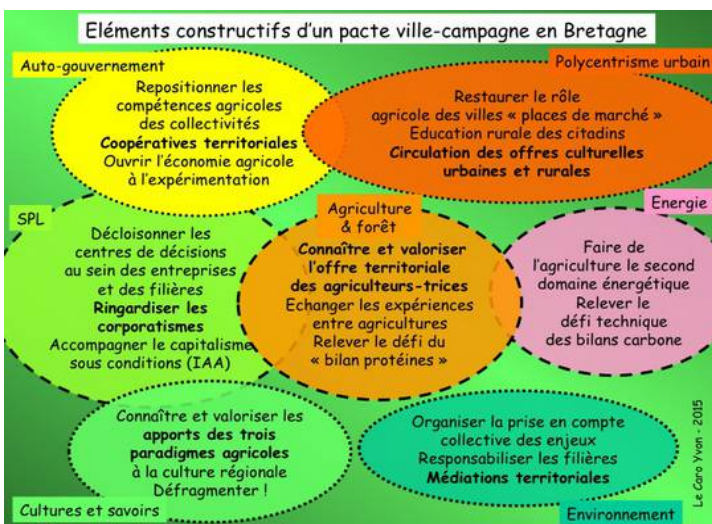 Eléments constructifs d'un pacte ville-campagne en Bretagne
Auto-gouvernement
Repositionner les
compétences agricoles
des collectivités
Coopératives territoriales
Ouvrir l'économie agricole
à l'expérimentation
Polycentrisme urbain
Restaurer le rôle
agricole des villes « places de marché »
Education rurale des citadins
Circulation des offres culturelles
urbaines et rurales
SPL
Décloisonner les
centres de décisions
au sein des entreprises
et des filières
Ringardiser les
corporatismes
Accompagner le capitalisme
sous conditions (IAA)
Agriculture
& forêt
Connaître et valoriser
l'offre territoriale
des agriculteurs-trices
Echanger les expériences
entre agricultures
Relever le défi du
« bilan protéines »
Energie
Faire de
l'agriculture le second
domaine énergétique
Relever le
défi technique
des bilans carbone
Connaître et valoriser les
apports des trois
paradigmes agricoles
à la culture régionale
Défragmenter !
Cultures et savoirs
Organiser la prise en compte
collective des enjeux
Responsabiliser les filières
Médiations territoriales
Environnement
Le Caro Yvon - 2015